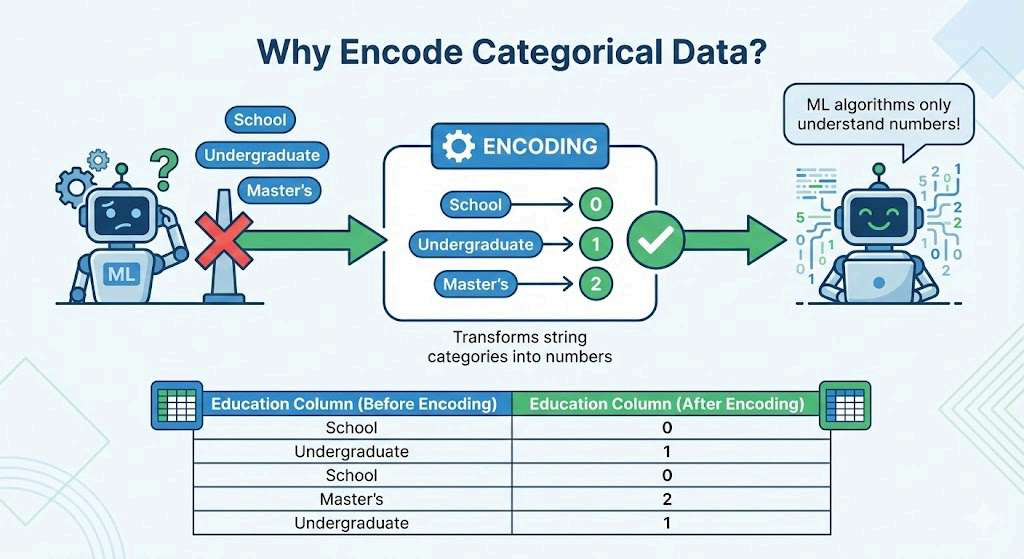 Why Encode Categorical Data?
School
Undergraduate
Master's
?
ML
ENCODING
School 0
Undergraduate 1
Master's 2
Transforms string
categories into numbers
ML algorithms only
understand numbers!
Education Column (Before Encoding) Education Column (After Encoding)
School 0
Undergraduate 1
School 0
Master's 2
Undergraduate 1